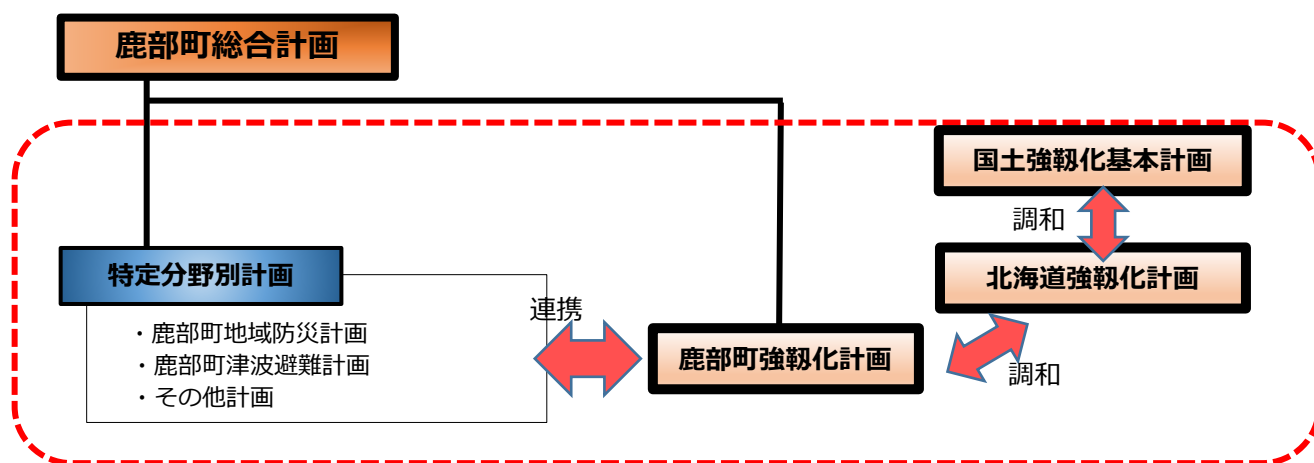 鹿部町総合計画
国土強靱化基本計画
調和
北海道強靱化計画
特定分野別計画
・鹿部町地域防災計画
・鹿部町津波避難計画
・その他計画
連携
鹿部町強靱化計画
調和